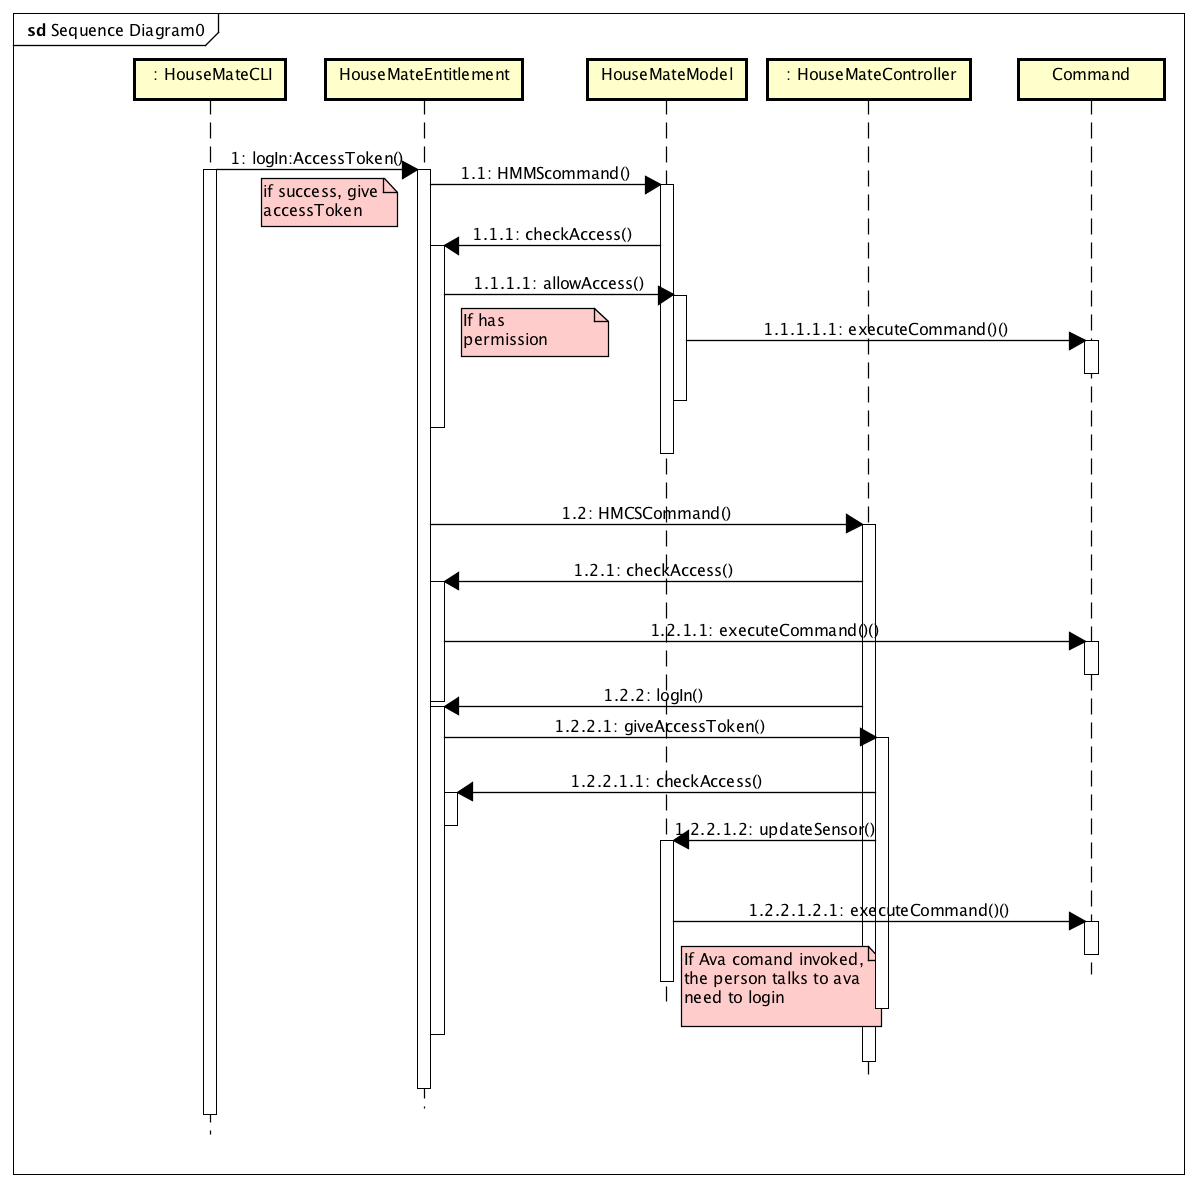 sd Sequence Diagram0
: HouseMateCLI
HouseMateEntitlement
HouseMateModel
: HouseMateController
Command
1: logIn:AccessToken()
if success, give
accessToken
1.1: HMMScommand()
1.1.1: checkAccess()
1.1.1.1: allowAccess()
If has
permission
1.1.1.1.1: executeCommand()()
1.2: HMCSCommand()
1.2.1: checkAccess()
1.2.1.1: executeCommand()()
1.2.2: logIn()
1.2.2.1: giveAccessToken()
1.2.2.1.1: checkAccess()
1.2.2.1.2: updateSensor()
1.2.2.1.2.1: executeCommand()()
If Ava comand invoked,
the person talks to ava
need to login